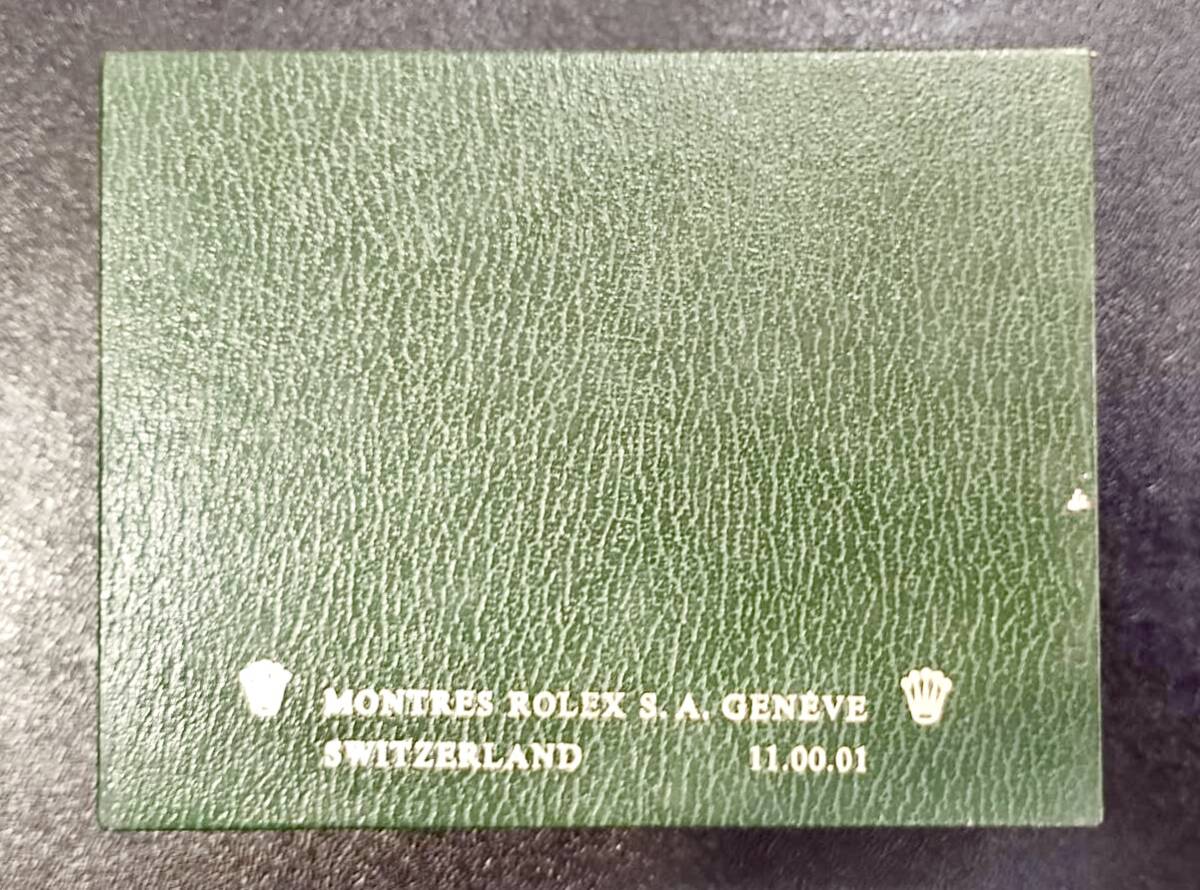 MONTRES ROLEX S.A. GENÈVE
SWITZERLAND 11.00.01